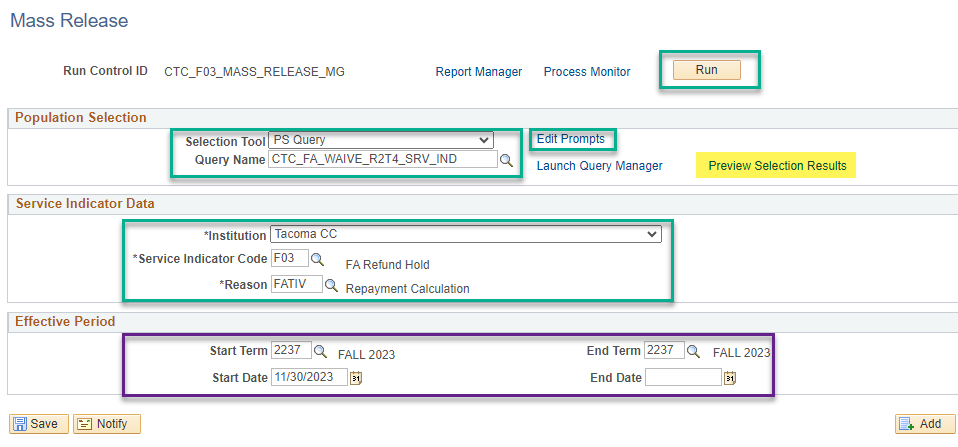 Mass Release
Run Control ID CTC_F03_MASS_RELEASE_MG Report Manager Process Monitor Run
Population Selection
Selection Tool PS Query Edit Prompts
Query Name CTC_FA_WAIVE_R2T4_SRV_IND Launch Query Manager Preview Selection Results
Service Indicator Data
*Institution Tacoma CC
*Service Indicator Code F03 FA Refund Hold
*Reason FATIV Repayment Calculation
Effective Period
Start Term 2237 FALL 2023 End Term 2237 FALL 2023
Start Date 11/30/2023 31 End Date 31
Save Notify Add